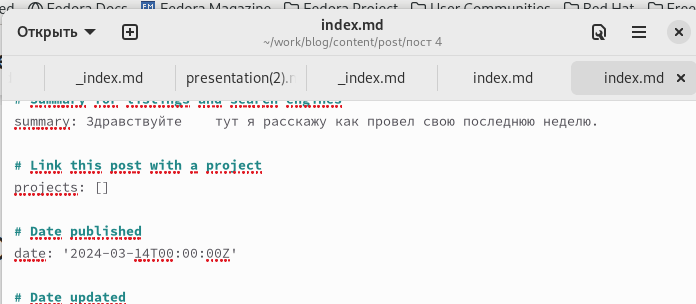 Fedora Docs Fedora Magazine Fedora Project User Communities Red Hat
Открыть
index.md
~/work/blog/content/post/пост 4
_index.md presentation(2).r _index.md index.md index.md
# Summary for listings and search engines
summary: Здравствуйте    тут я расскажу как провел свою последнюю неделю.
# Link this post with a project
projects: []
# Date published
date: '2024-03-14T00:00:00Z'
# Date updated